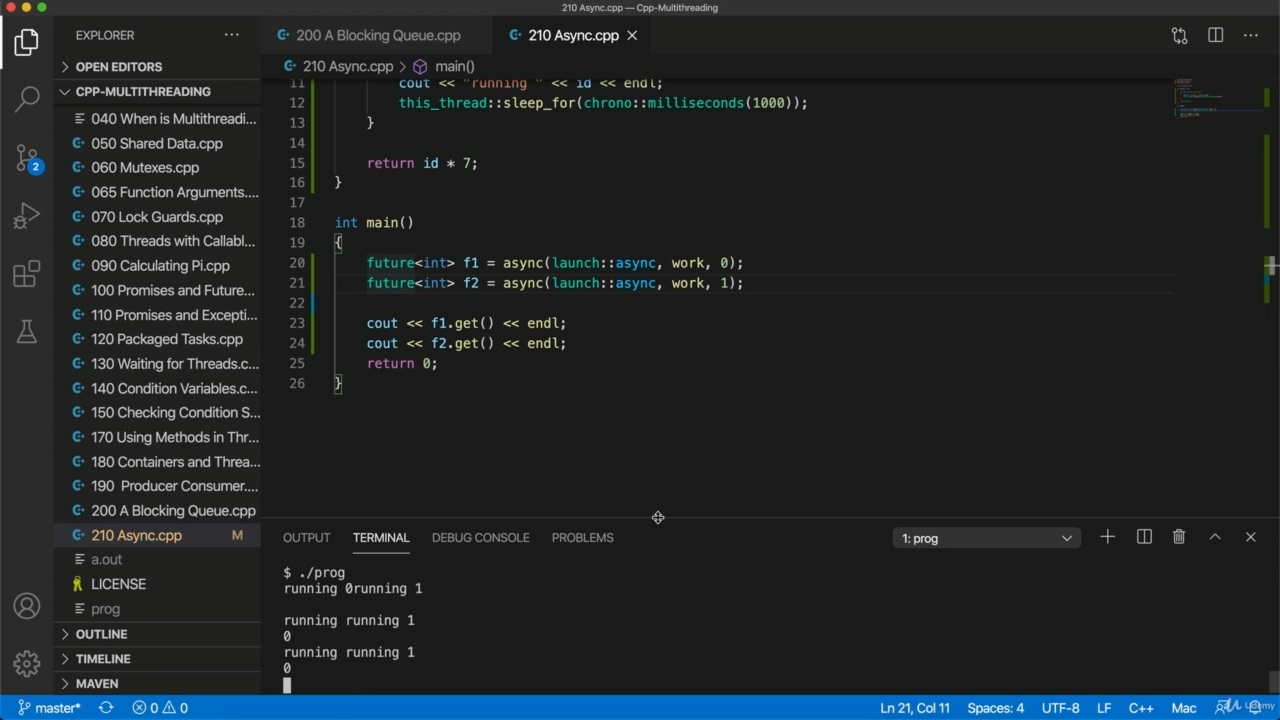 210 Async.cpp — Cpp-Multithreading
EXPLORER
OPEN EDITORS
CPP-MULTITHREADING
040 When is Multithreadi...
050 Shared Data.cpp
060 Mutexes.cpp
065 Function Arguments....
070 Lock Guards.cpp
080 Threads with Callabl...
090 Calculating Pi.cpp
100 Promises and Future...
110 Promises and Excepti...
120 Packaged Tasks.cpp
130 Waiting for Threads.c...
140 Condition Variables.c...
150 Checking Condition S...
170 Using Methods in Thr...
180 Containers and Threa...
190 Producer Consumer....
200 A Blocking Queue.cpp
210 Async.cpp M
a.out
LICENSE
prog
OUTLINE
TIMELINE
MAVEN
2
200 A Blocking Queue.cpp 210 Async.cpp
210 Async.cpp > main()
11 cout << "running " << id << endl;
12 this_thread::sleep_for(chrono::milliseconds(1000));
13 }
14
15 return id * 7;
16 }
17
18 int main()
19 {
20 future<int> f1 = async(launch::async, work, 0);
21 future<int> f2 = async(launch::async, work, 1);
22
23 cout << f1.get() << endl;
24 cout << f2.get() << endl;
25 return 0;
26 }
OUTPUT TERMINAL DEBUG CONSOLE PROBLEMS 1: prog
$ ./prog
running 0running 1
running running 1
0
running running 1
0
master* 0 0 Ln 21, Col 11 Spaces: 4 UTF-8 LF C++ Mac Udemy